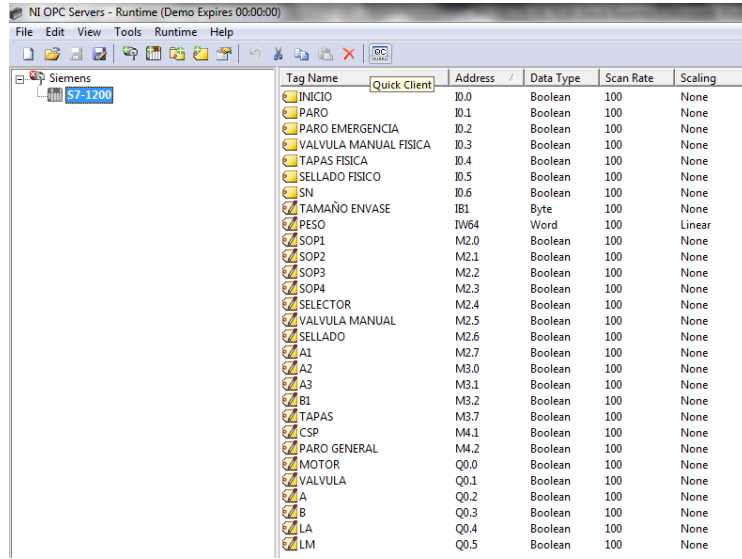 NI OPC Servers - Runtime (Demo Expires 00:00:00)
File Edit View Tools Runtime Help
QC
Siemens
S7-1200
Tag Name Address Data Type Scan Rate Scaling
Quick Client
INICIO I0.0 Boolean 100 None
PARO I0.1 Boolean 100 None
PARO EMERGENCIA I0.2 Boolean 100 None
VALVULA MANUAL FISICA I0.3 Boolean 100 None
TAPAS FISICA I0.4 Boolean 100 None
SELLADO FISICO I0.5 Boolean 100 None
SN I0.6 Boolean 100 None
TAMAÑO ENVASE IB1 Byte 100 None
PESO IW64 Word 100 Linear
SOP1 M2.0 Boolean 100 None
SOP2 M2.1 Boolean 100 None
SOP3 M2.2 Boolean 100 None
SOP4 M2.3 Boolean 100 None
SELECTOR M2.4 Boolean 100 None
VALVULA MANUAL M2.5 Boolean 100 None
SELLADO M2.6 Boolean 100 None
A1 M2.7 Boolean 100 None
A2 M3.0 Boolean 100 None
A3 M3.1 Boolean 100 None
B1 M3.2 Boolean 100 None
TAPAS M3.7 Boolean 100 None
CSP M4.1 Boolean 100 None
PARO GENERAL M4.2 Boolean 100 None
MOTOR Q0.0 Boolean 100 None
VALVULA Q0.1 Boolean 100 None
A Q0.2 Boolean 100 None
B Q0.3 Boolean 100 None
LA Q0.4 Boolean 100 None
LM Q0.5 Boolean 100 None